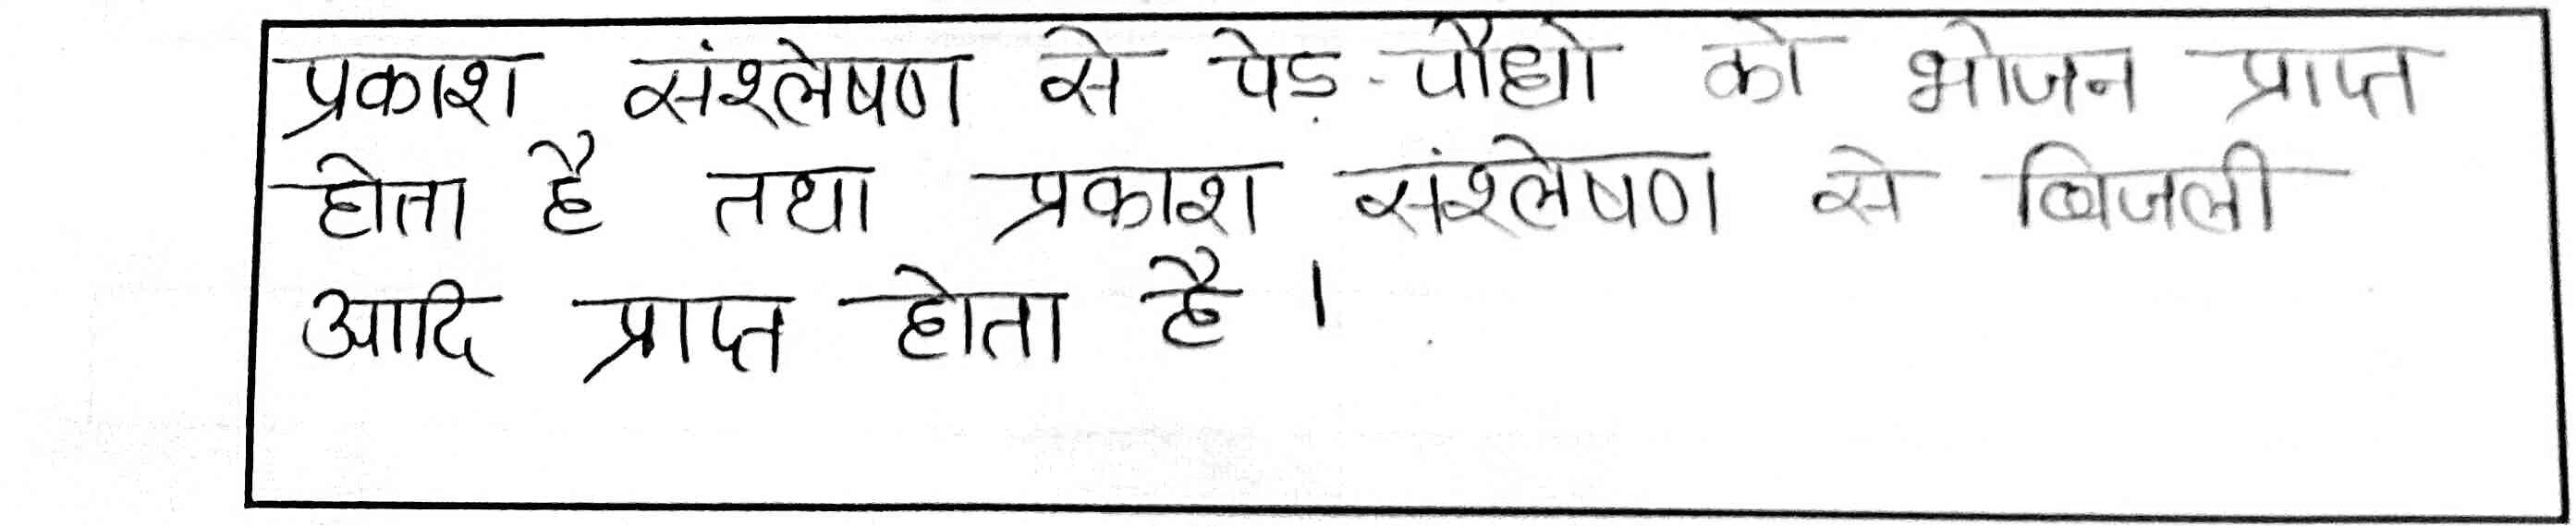 प्रकाश संश्लेषण से पेड़-पौधो को भोजन प्राप्त
होता है तथा प्रकाश संश्लेषण से बिजली
आदि प्राप्त होता है ।